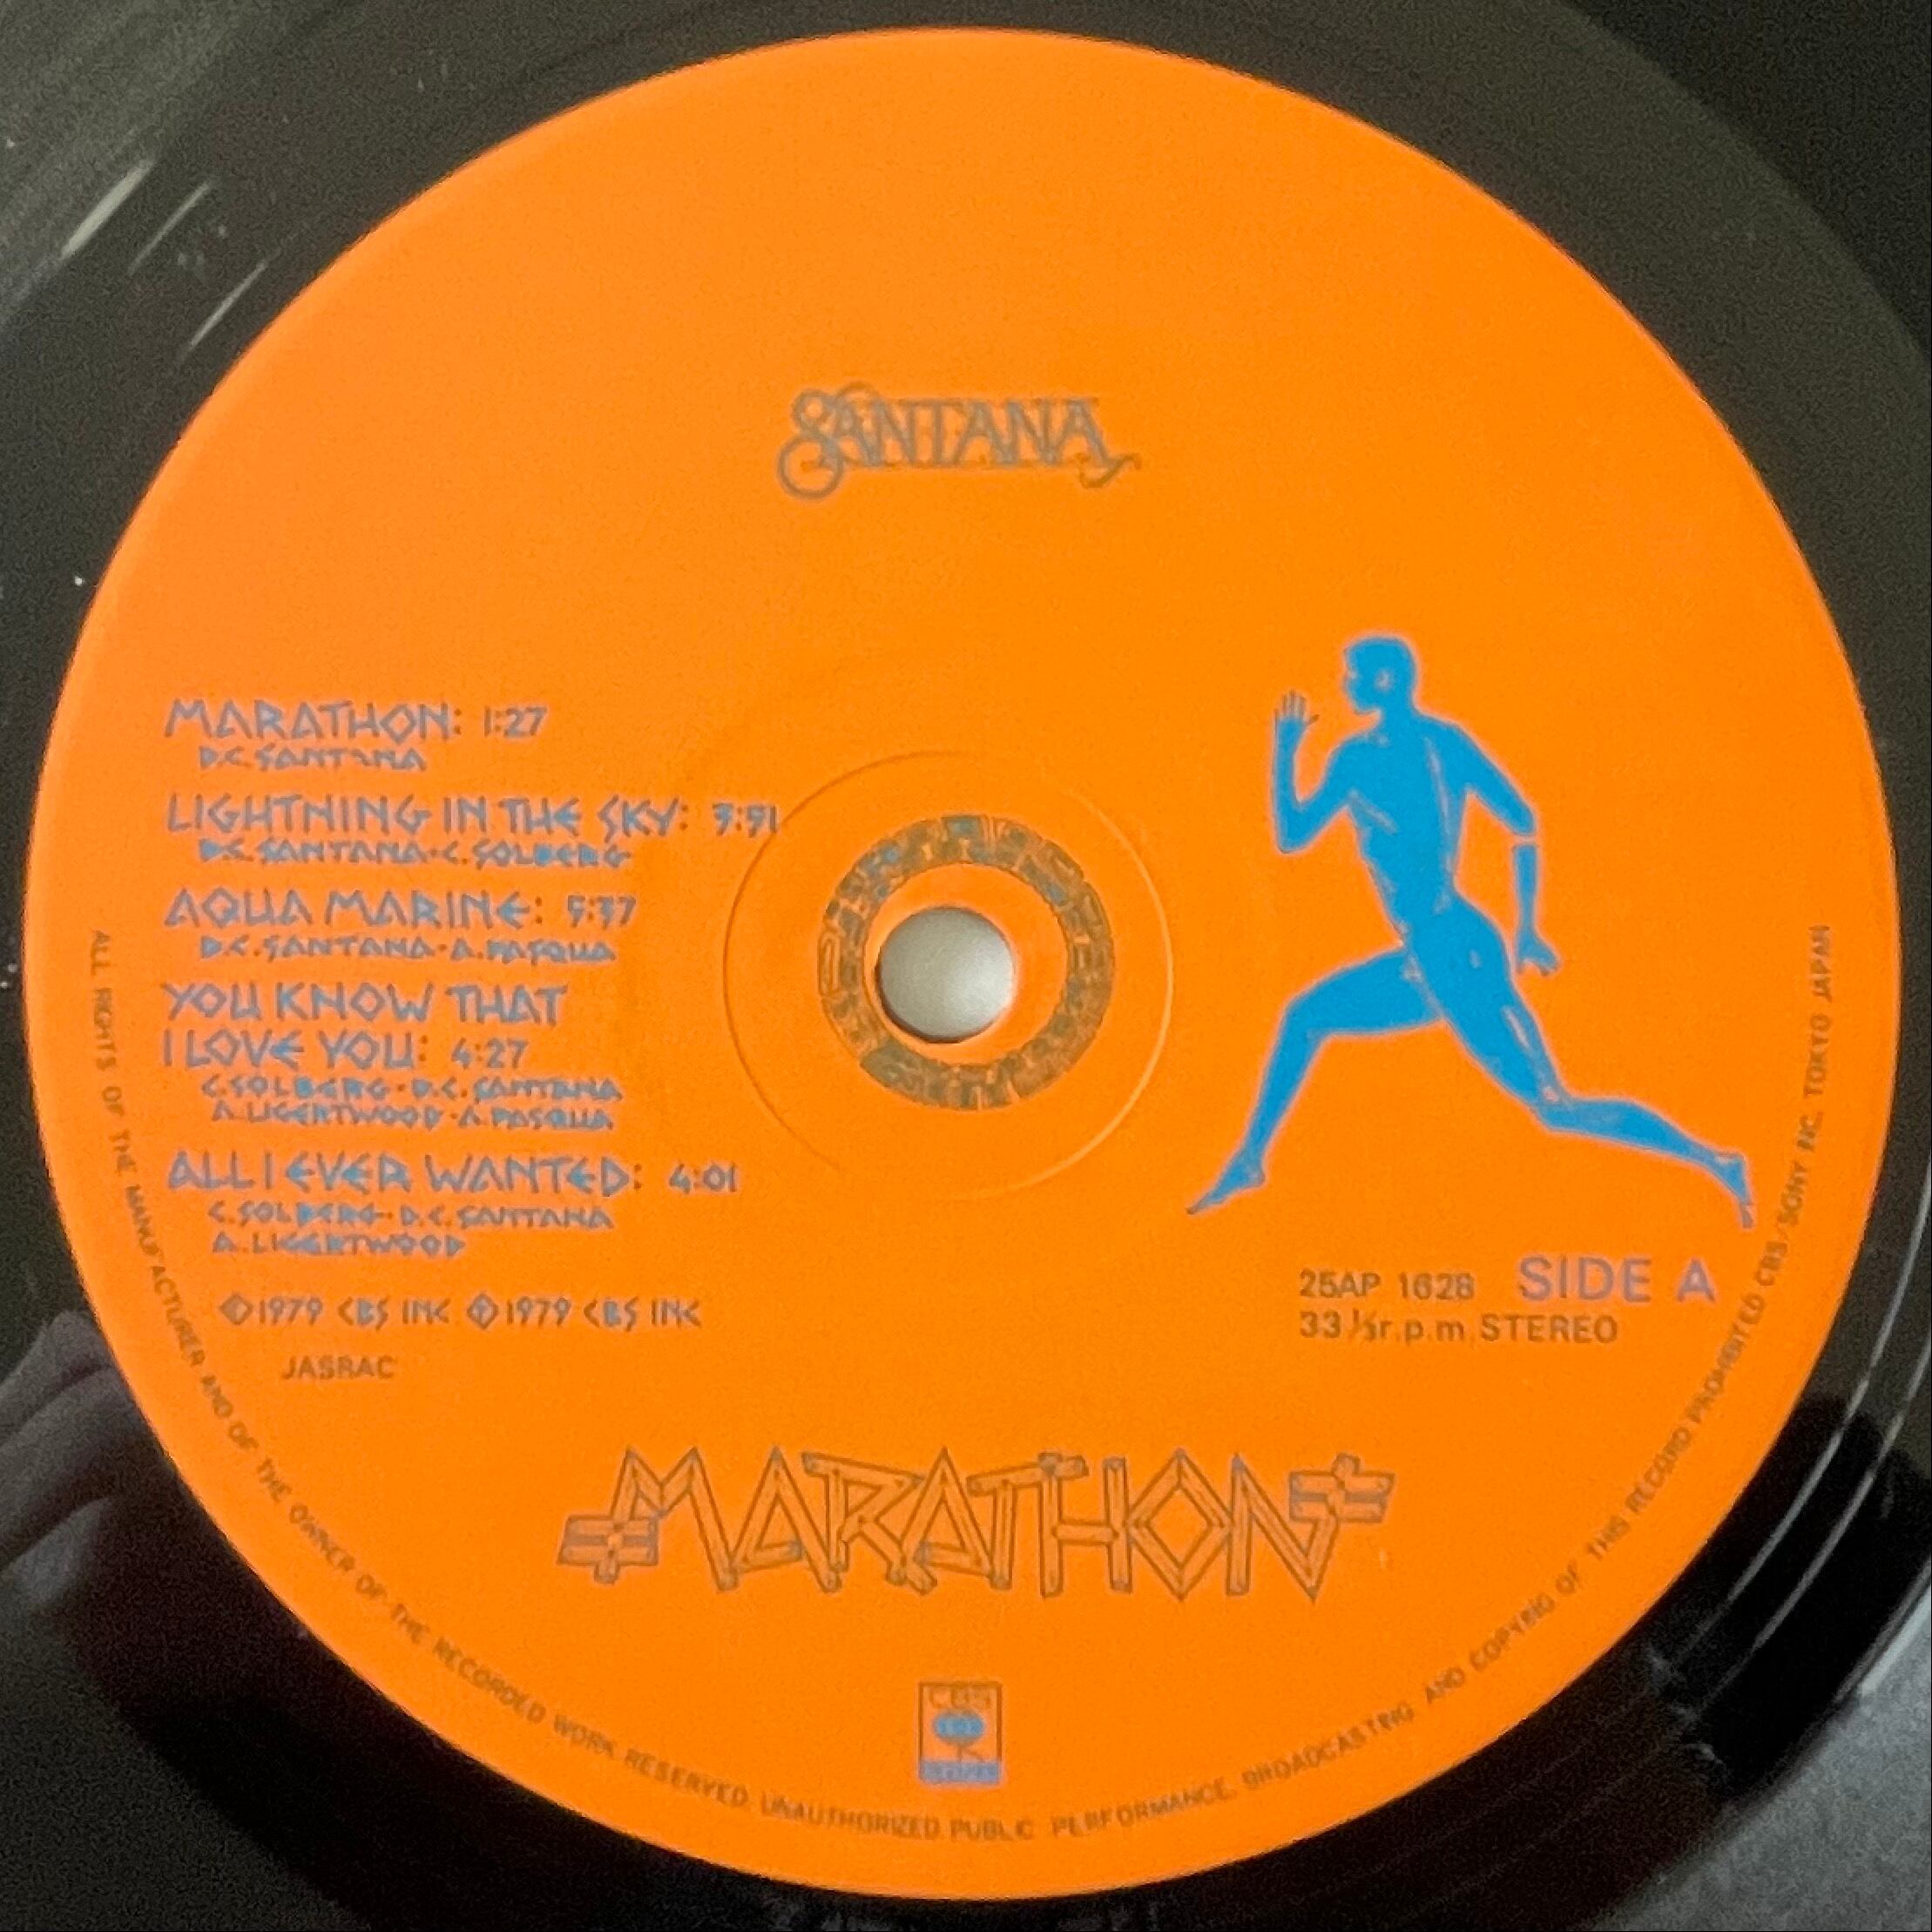 SANTANA
MARATHON: 1:27
D.C. SANTANA
LIGHTNING IN THE SKY: 3:51
D.C. SANTANA · C. SOLBERG
AQUA MARINE: 5:37
D.C. SANTANA · A. PASQUA
YOU KNOW THAT
I LOVE YOU: 4:27
C. SOLBERG · D.C. SANTANA
A. LIGERTWOOD · A. PASQUA
ALL I EVER WANTED: 4:01
C. SOLBERG · D.C. SANTANA
A. LIGERTWOOD
©1979 CBS INC ℗1979 CBS INC
JASRAC
25AP 1628 SIDE A
33⅓r.p.m. STEREO
MARATHON
CBS
ALL RIGHTS OF THE MANUFACTURER AND OF THE OWNER OF THE RECORDED WORK RESERVED. UNAUTHORIZED PUBLIC PERFORMANCE, BROADCASTING AND COPYING OF THIS RECORD PROHIBITED CBS/SONY INC. TOKYO JAPAN